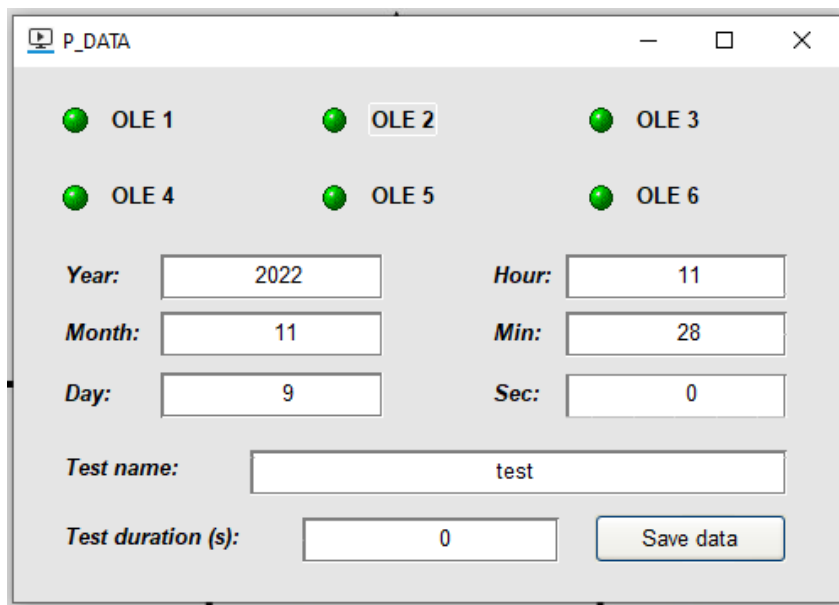 P_DATA
OLE 1 OLE 2 OLE 3
OLE 4 OLE 5 OLE 6
Year: 2022 Hour: 11
Month: 11 Min: 28
Day: 9 Sec: 0
Test name: test
Test duration (s): 0 Save data